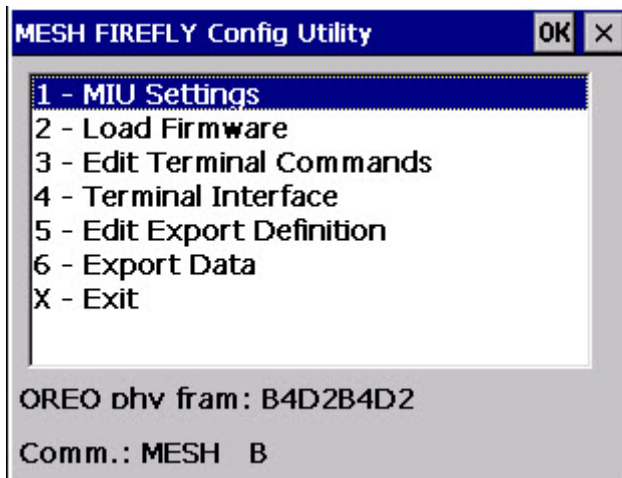 MESH FIREFLY Config Utility OK ×
1 - MIU Settings
2 - Load Firmware
3 - Edit Terminal Commands
4 - Terminal Interface
5 - Edit Export Definition
6 - Export Data
X - Exit
OREO phy fram: B4D2B4D2
Comm.: MESH B